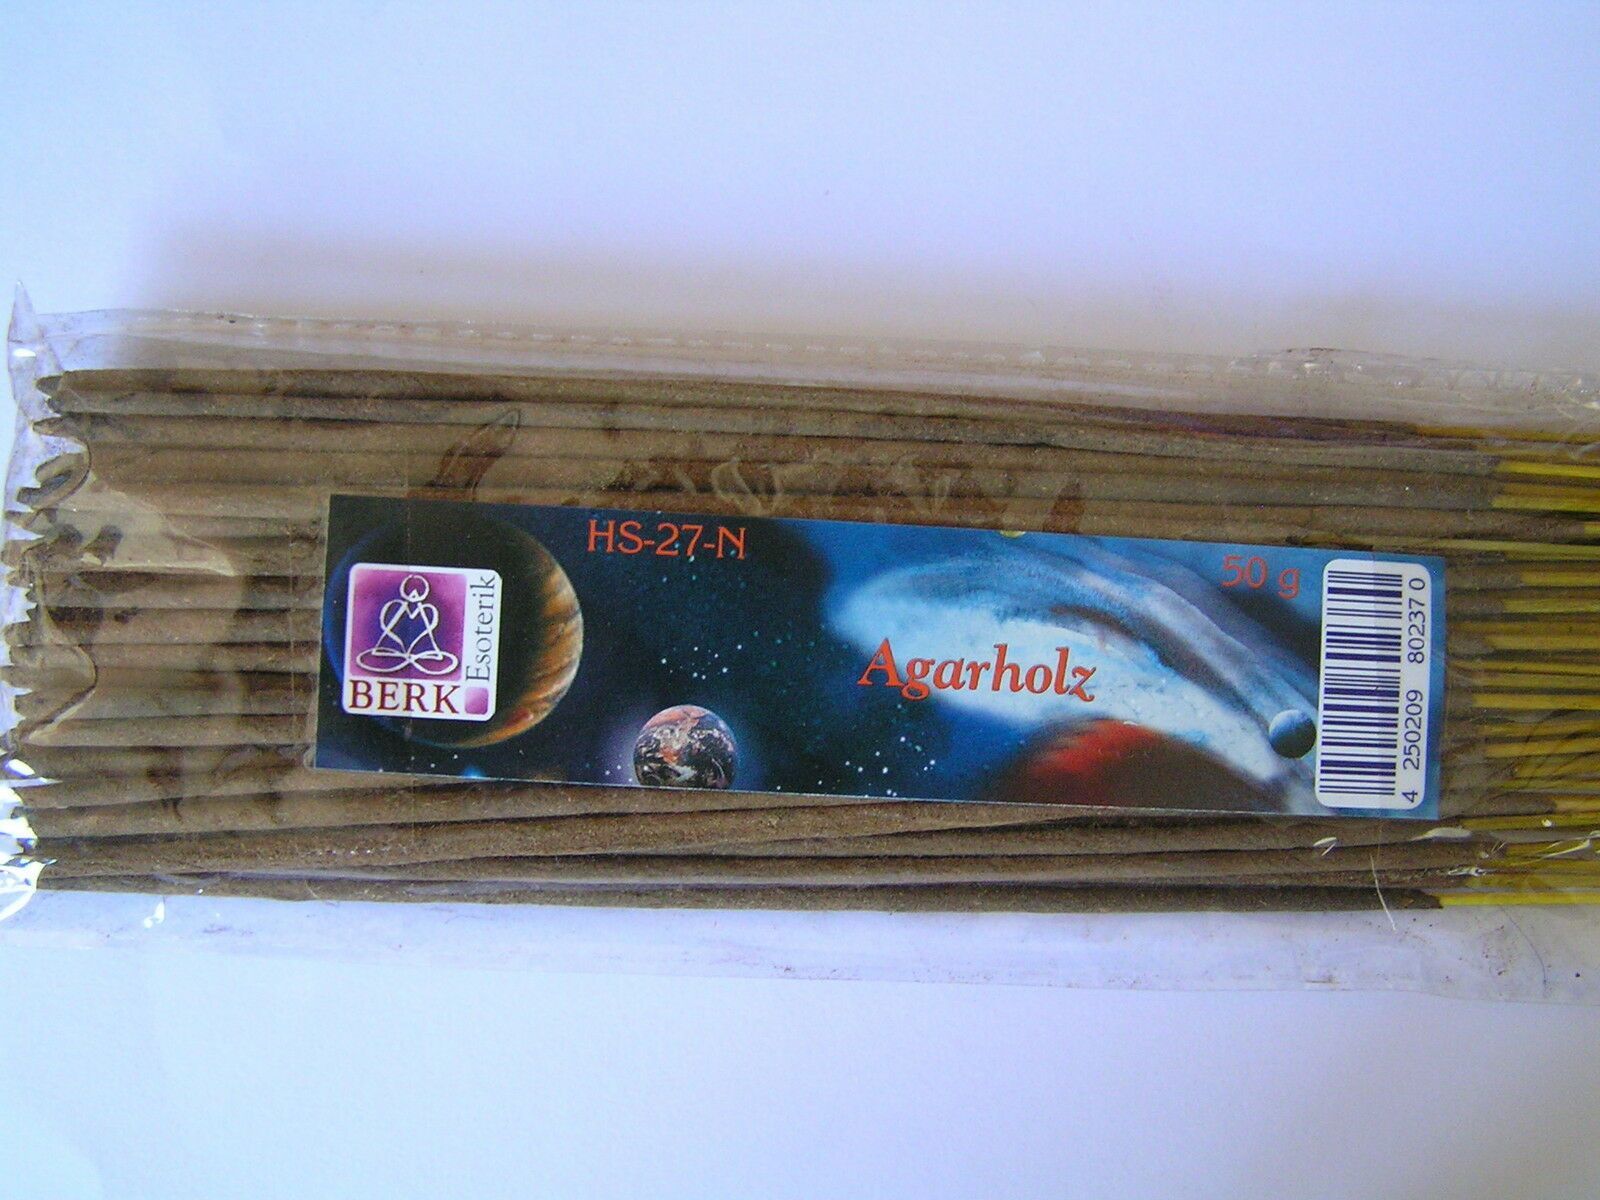 HS-27-N
50 g
BERK
Esoterik
Agarholz
4 250209 802370